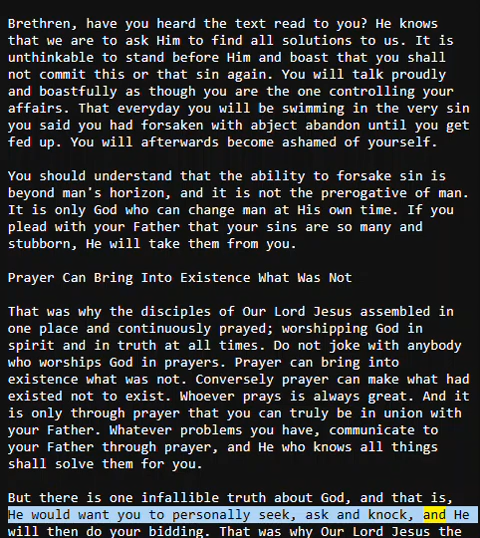 Brethren, have you heard the text read to you? He knows
that we are to ask Him to find all solutions to us. It is
unthinkable to stand before Him and boast that you shall
not commit this or that sin again. You will talk proudly
and boastfully as though you are the one controlling your
affairs. That everyday you will be swimming in the very sin
you said you had forsaken with abject abandon until you get
fed up. You will afterwards become ashamed of yourself.

You should understand that the ability to forsake sin is
beyond man's horizon, and it is not the prerogative of man.
It is only God who can change man at His own time. If you
plead with your Father that your sins are so many and
stubborn, He will take them from you.

Prayer Can Bring Into Existence What Was Not

That was why the disciples of Our Lord Jesus assembled in
one place and continuously prayed; worshipping God in
spirit and in truth at all times. Do not joke with anybody
who worships God in prayers. Prayer can bring into
existence what was not. Conversely prayer can make what had
existed not to exist. Whoever prays is always great. And it
is only through prayer that you can truly be in union with
your Father. Whatever problems you have, communicate to
your Father through prayer, and He who knows all things
shall solve them for you.

But there is one infallible truth about God, and that is,
He would want you to personally seek, ask and knock, and He
will then do your bidding. That was why Our Lord Jesus the